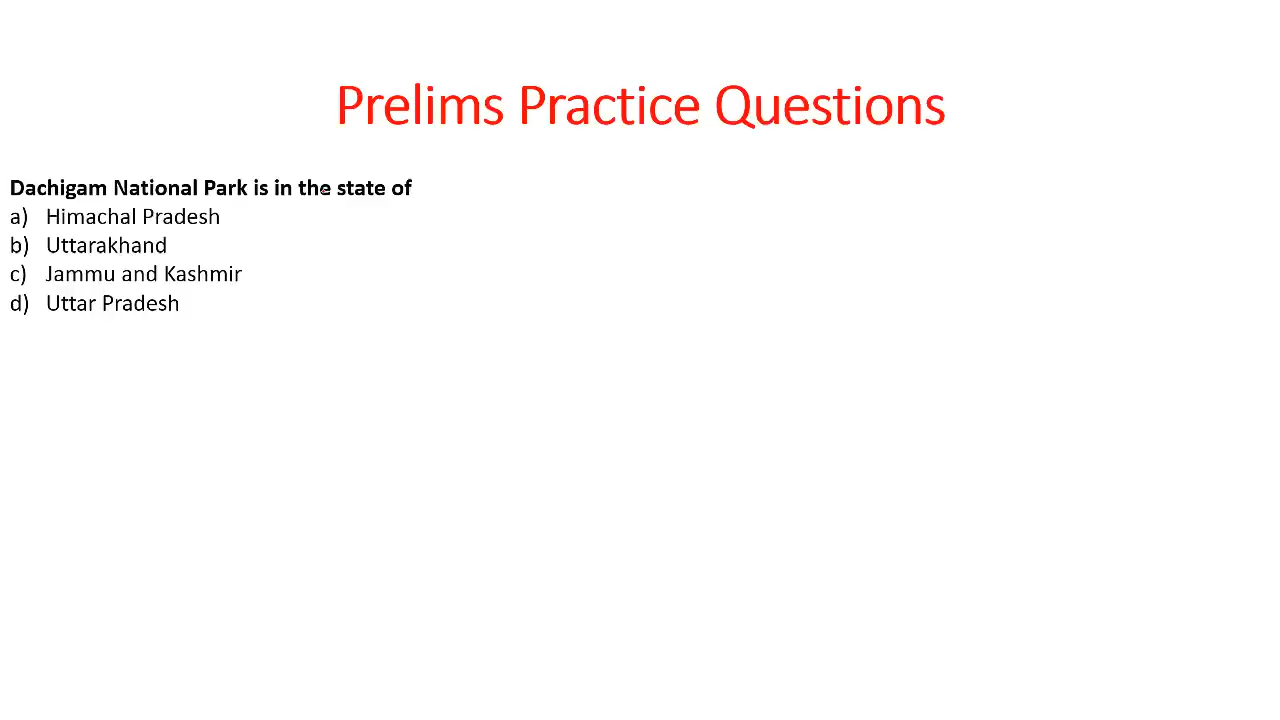 Prelims Practice Questions
Dachigam National Park is in the state of
a) Himachal Pradesh
b) Uttarakhand
c) Jammu and Kashmir
d) Uttar Pradesh